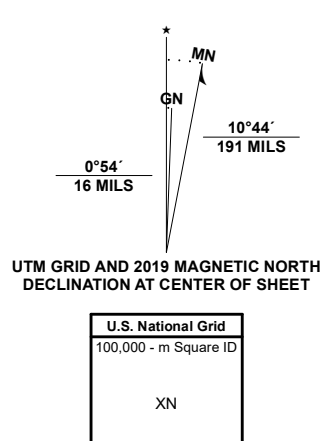 MN
GN
10°44´
191 MILS
0°54´
16 MILS
UTM GRID AND 2019 MAGNETIC NORTH
DECLINATION AT CENTER OF SHEET
U.S. National Grid
100,000 - m Square ID
XN